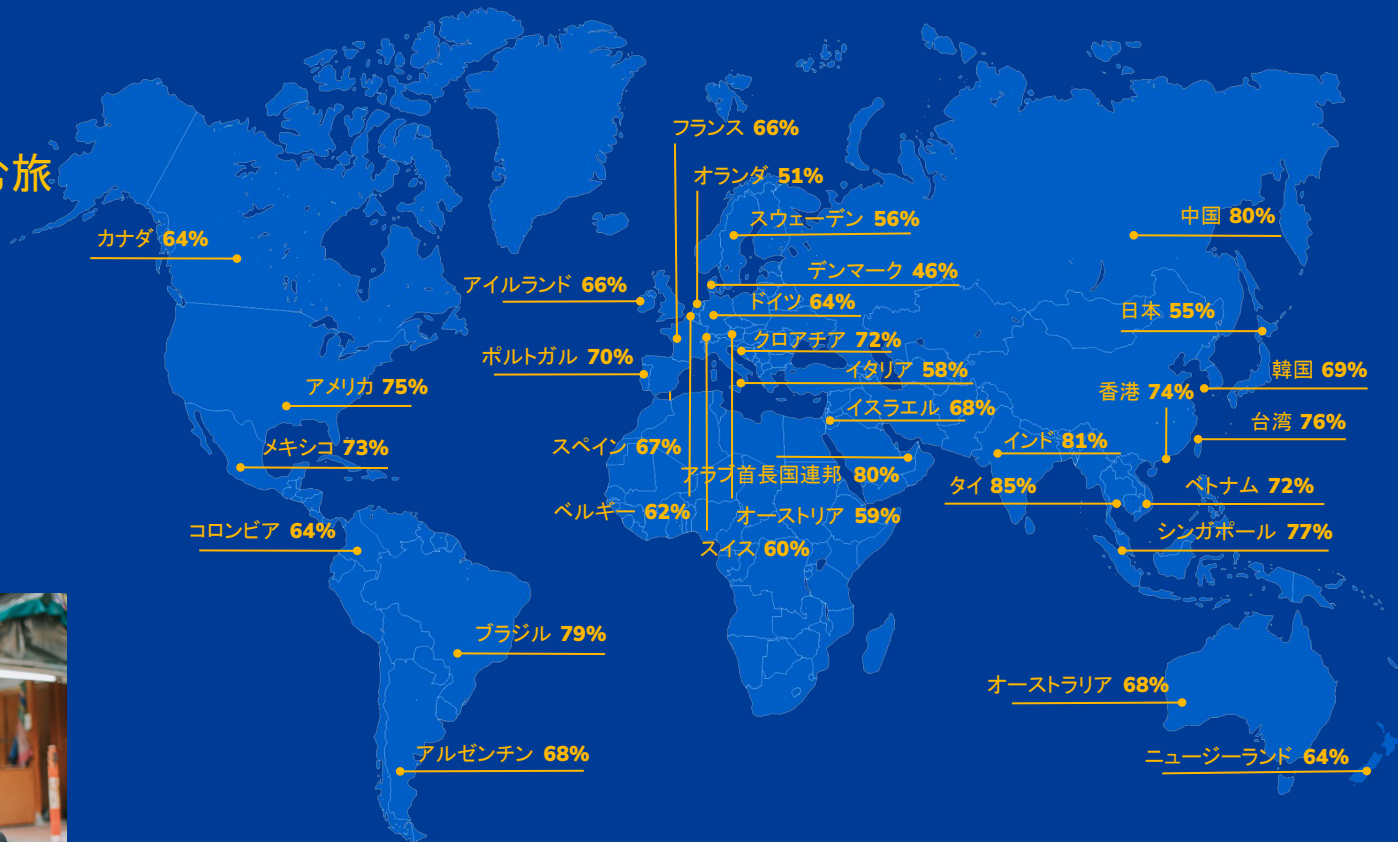 旅
フランス 66%
オランダ 51%
スウェーデン 56%
中国 80%
カナダ 64%
デンマーク 46%
アイルランド 66%
ドイツ 64%
日本 55%
クロアチア 72%
ポルトガル 70%
イタリア 58%
韓国 69%
アメリカ 75%
香港 74%
イスラエル 68%
台湾 76%
メキシコ 73%
スペイン 67%
インド 81%
アラブ首長国連邦 80%
タイ 85%
ベトナム 72%
ベルギー 62%
オーストリア 59%
コロンビア 64%
シンガポール 77%
スイス 60%
ブラジル 79%
オーストラリア 68%
アルゼンチン 68%
ニュージーランド 64%